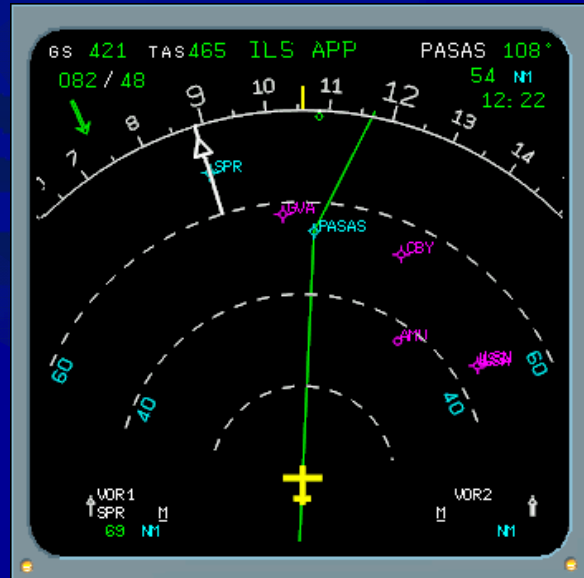 GS 421 TAS465 ILS APP PASAS 108°
082 / 48 54 NM
12:22
7 8 9 10 11 12 13 14
SPR
GVA
PASAS
CBY
AMU
60 60
40 40
VOR1 VOR2
SPR M M
69 NM NM